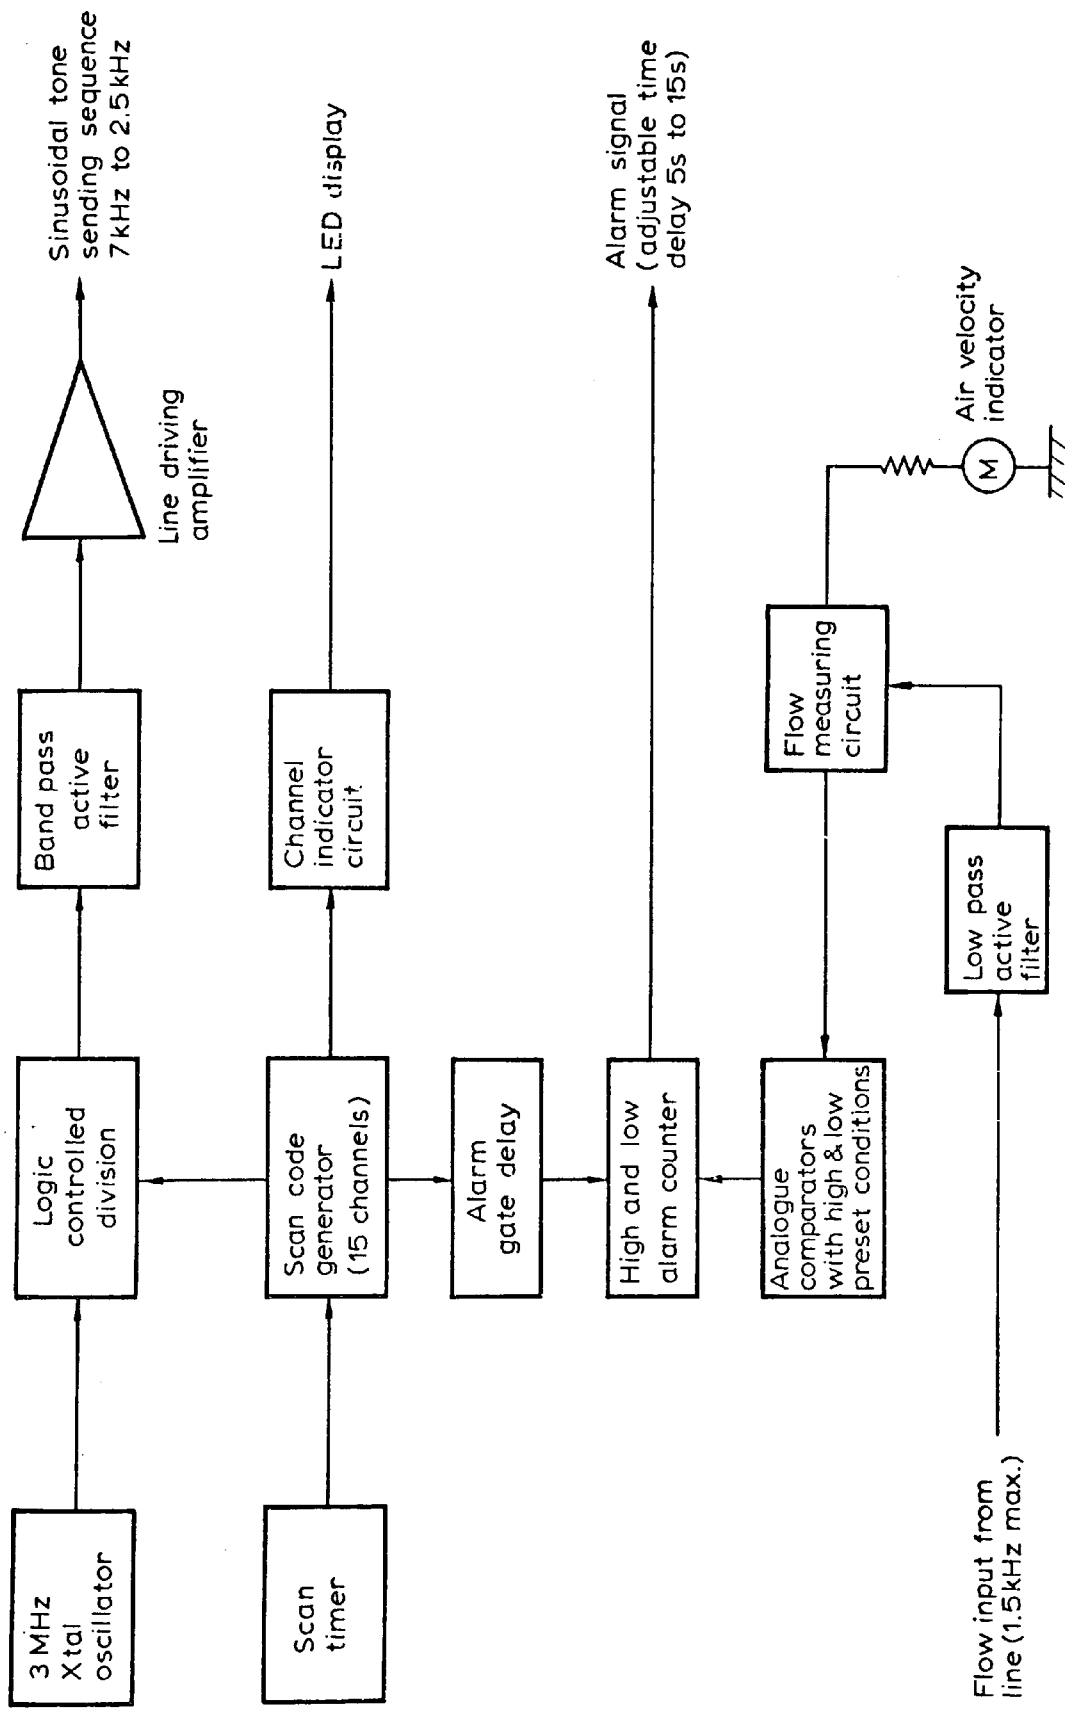 3 MHz
Xtal
oscillator
Logic
controlled
division
Band pass
active
filter
Line driving
amplifier
Sinusoidal tone
sending sequence
7kHz to 2.5kHz
Scan
timer
Scan code
generator
(15 channels)
Channel
indicator
circuit
LED display
Alarm
gate delay
High and low
alarm counter
Alarm signal
(adjustable time
delay 5s to 15s)
Analogue
comparators
with high & low
preset conditions
Flow
measuring
circuit
M
Air velocity
indicator
Low pass
active
filter
Flow input from
line (1.5kHz max.)